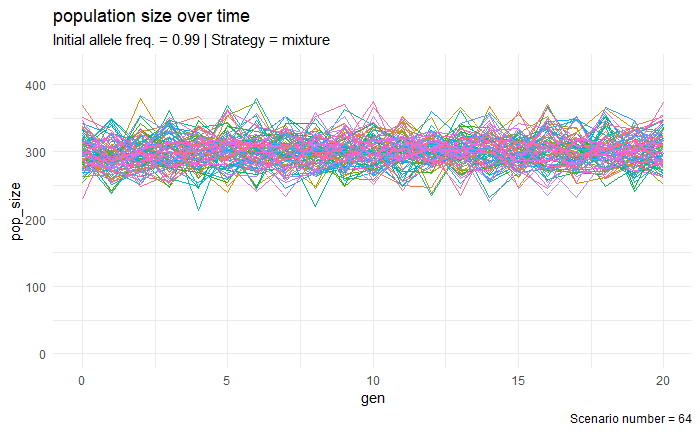 population size over time
Initial allele freq. = 0.99 | Strategy = mixture
400
300
200
100
0
pop_size
0
5
10
15
20
gen
Scenario number = 64